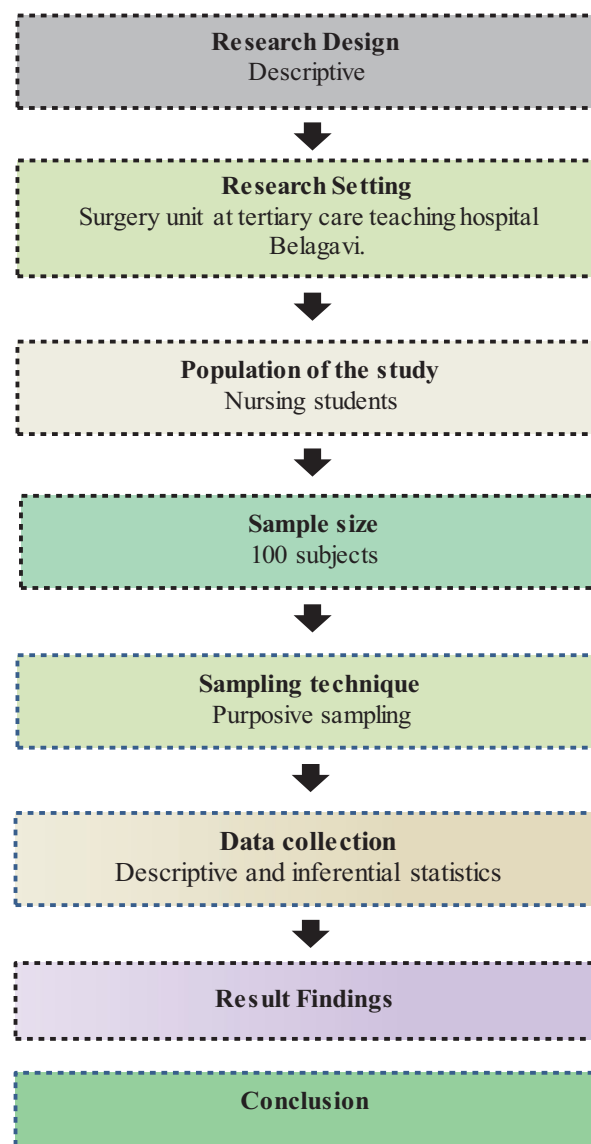 Research Design
Descriptive
Research Setting
Surgery unit at tertiary care teaching hospital
Belagavi.
Population of the study
Nursing students
Sample size
100 subjects
Sampling technique
Purposive sampling
Data collection
Descriptive and inferential statistics
Result Findings
Conclusion